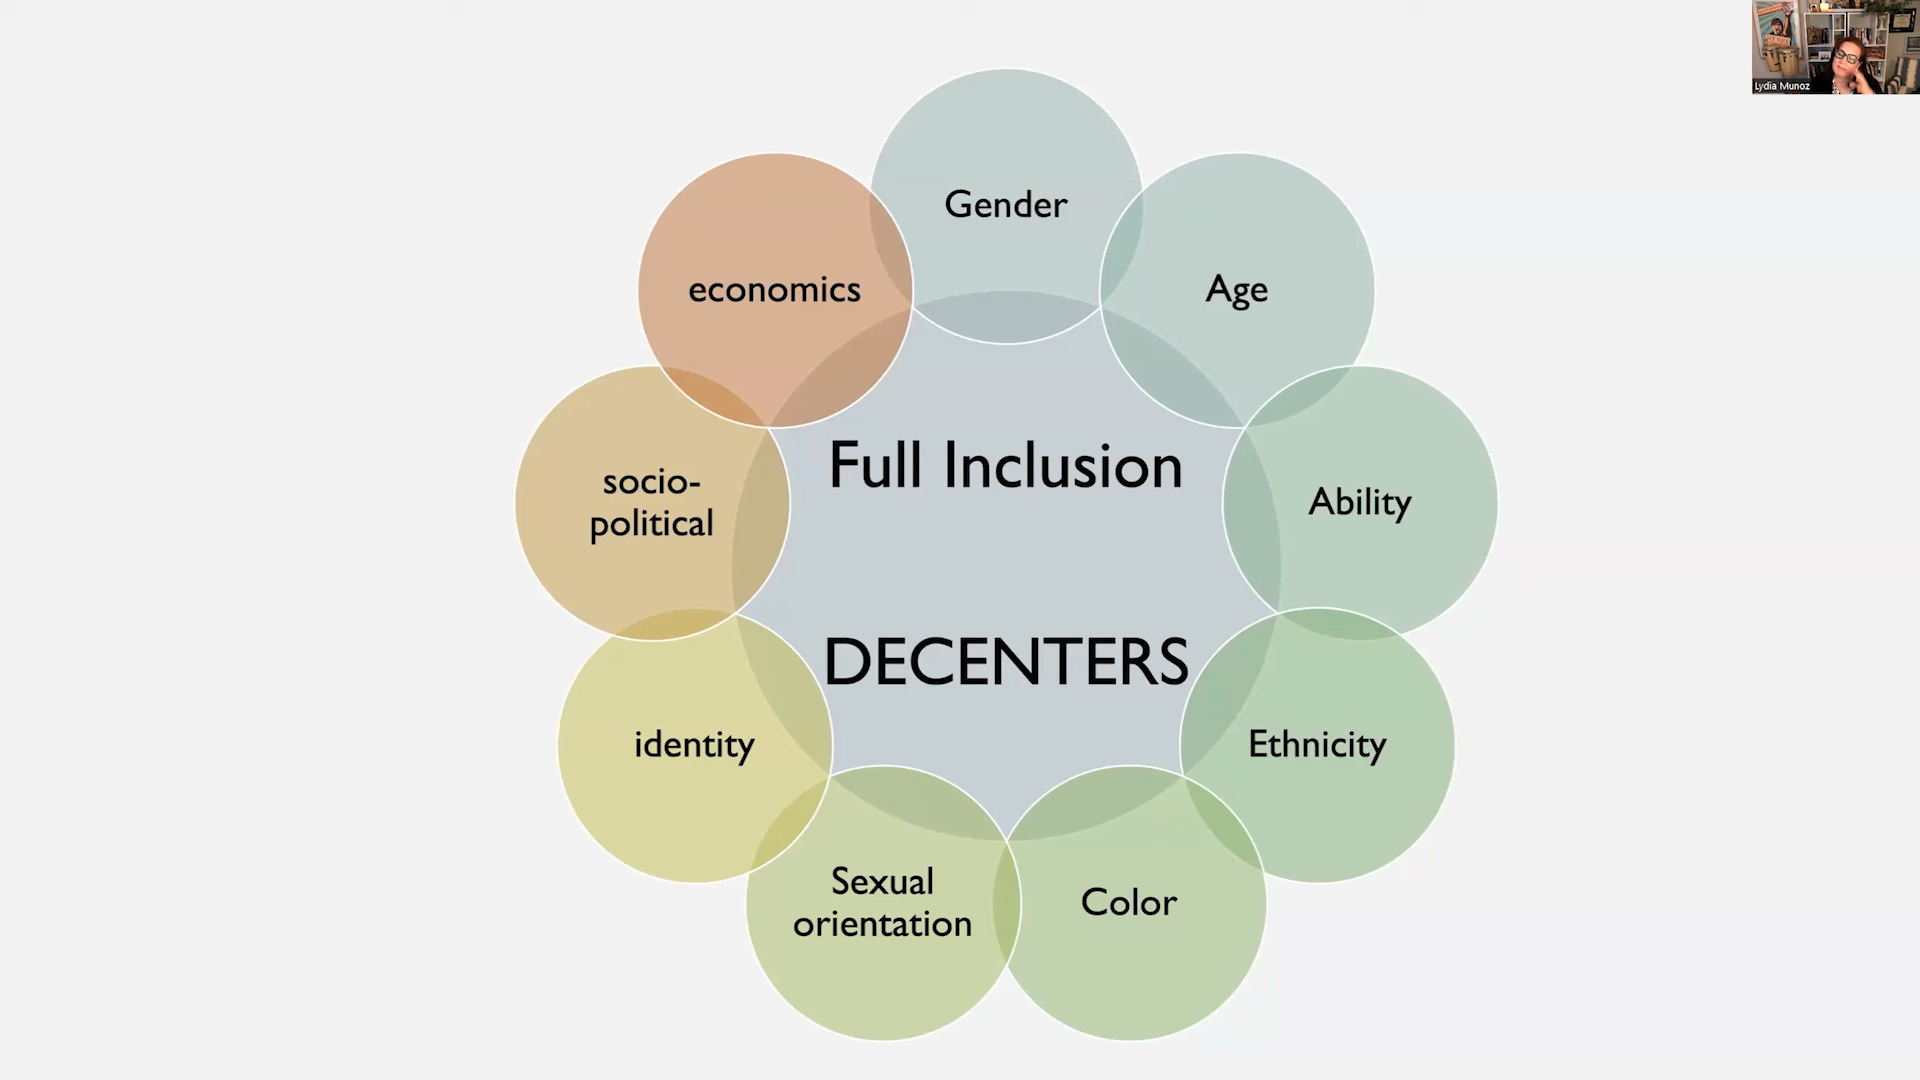 Lydia Munoz
Gender
Age
Ability
Ethnicity
Color
Sexual
orientation
identity
socio-
political
economics
Full Inclusion
DECENTERS